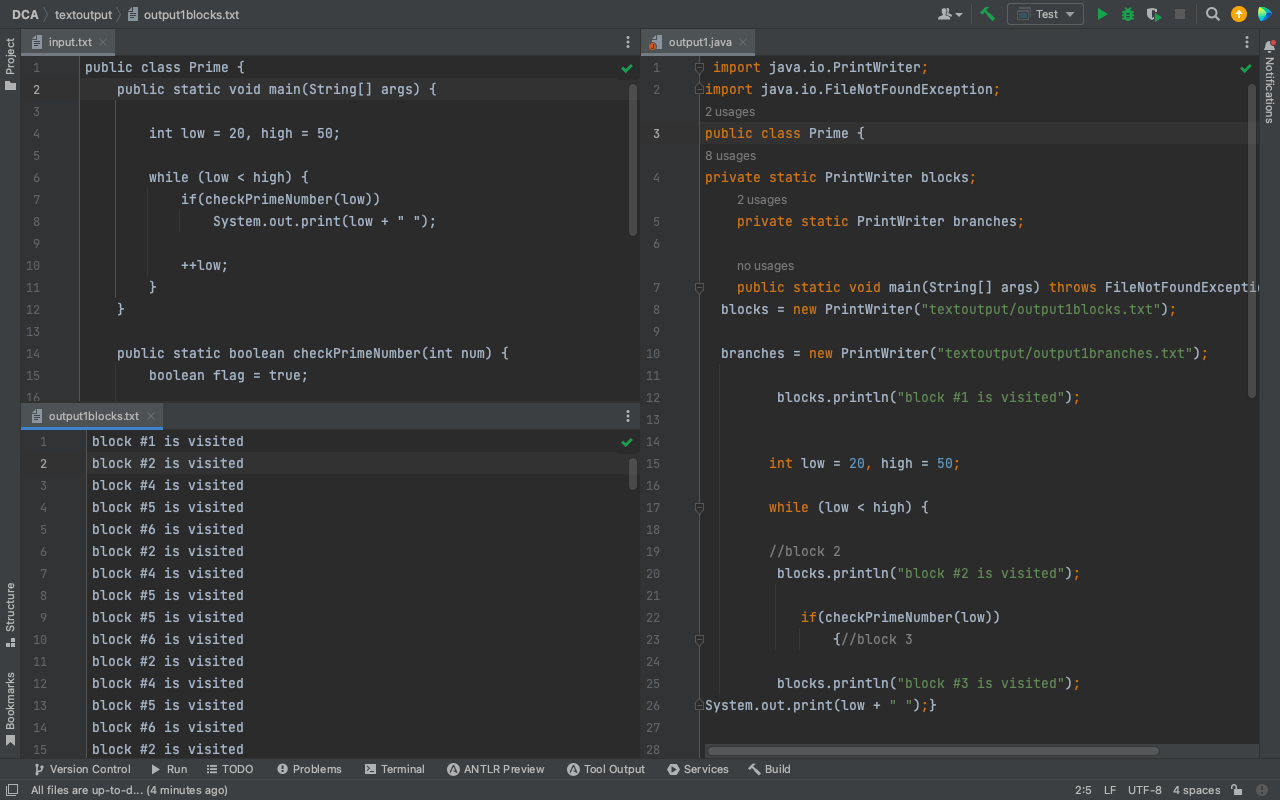 DCA textoutput output1blocks.txt
Test
Project
Structure
Bookmarks
input.txt
1 public class Prime {
2 public static void main(String[] args) {
3
4 int low = 20, high = 50;
5
6 while (low < high) {
7 if(checkPrimeNumber(low))
8 System.out.print(low + " ");
9
10 ++low;
11 }
12 }
13
14 public static boolean checkPrimeNumber(int num) {
15 boolean flag = true;
16
output1blocks.txt
1 block #1 is visited
2 block #2 is visited
3 block #4 is visited
4 block #5 is visited
5 block #6 is visited
6 block #2 is visited
7 block #4 is visited
8 block #5 is visited
9 block #5 is visited
10 block #6 is visited
11 block #2 is visited
12 block #4 is visited
13 block #5 is visited
14 block #6 is visited
15 block #2 is visited
output1.java
1 import java.io.PrintWriter;
2 import java.io.FileNotFoundException;
2 usages
3 public class Prime {
8 usages
4 private static PrintWriter blocks;
2 usages
5 private static PrintWriter branches;
6
no usages
7 public static void main(String[] args) throws FileNotFoundExcepti
8 blocks = new PrintWriter("textoutput/output1blocks.txt");
9
10 branches = new PrintWriter("textoutput/output1branches.txt");
11
12 blocks.println("block #1 is visited");
13
14
15 int low = 20, high = 50;
16
17 while (low < high) {
18
19 //block 2
20 blocks.println("block #2 is visited");
21
22 if(checkPrimeNumber(low))
23 {//block 3
24
25 blocks.println("block #3 is visited");
26 System.out.print(low + " ");}
27
28
Notifications
Version Control Run TODO Problems Terminal ANTLR Preview Tool Output Services Build
All files are up-to-d... (4 minutes ago) 2:5 LF UTF-8 4 spaces